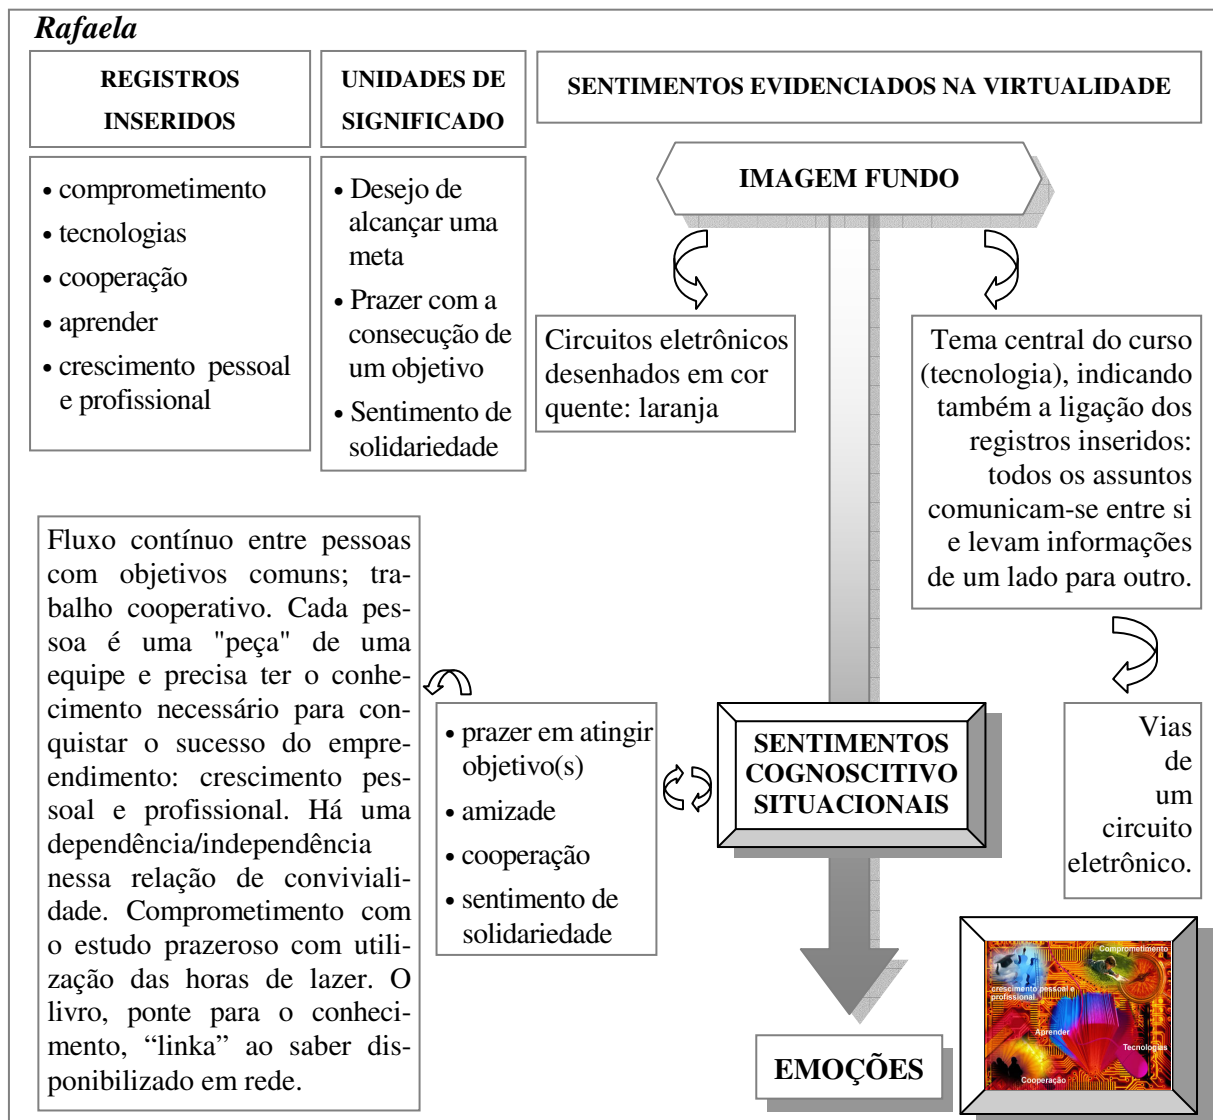 Rafaela
REGISTROS
INSERIDOS
UNIDADES DE
SIGNIFICADO
SENTIMENTOS EVIDENCIADOS NA VIRTUALIDADE
• comprometimento
• tecnologias
• cooperação
• aprender
• crescimento pessoal
e profissional
• Desejo de
alcançar uma
meta
• Prazer com a
consecução de
um objetivo
• Sentimento de
solidariedade
IMAGEM FUNDO
Circuitos eletrônicos
desenhados em cor
quente: laranja
Tema central do curso
(tecnologia), indicando
também a ligação dos
registros inseridos:
todos os assuntos
comunicam-se entre si
e levam informações
de um lado para outro.
Fluxo contínuo entre pessoas
com objetivos comuns; tra-
balho cooperativo. Cada pes-
soa é uma "peça" de uma
equipe e precisa ter o conhe-
cimento necessário para con-
quistar o sucesso do empre-
endimento: crescimento pes-
soal e profissional. Há uma
dependência/independência
nessa relação de conviviali-
dade. Comprometimento com
o estudo prazeroso com utili-
zação das horas de lazer. O
livro, ponte para o conheci-
mento, “linka” ao saber dis-
ponibilizado em rede.
• prazer em atingir
objetivo(s)
• amizade
• cooperação
• sentimento de
solidariedade
SENTIMENTOS
COGNOSCITIVO
SITUACIONAIS
Vias
de
um
circuito
eletrônico.
EMOÇÕES
Comprometimento
crescimento pessoal e
profissional
Aprender
Tecnologias
Cooperação